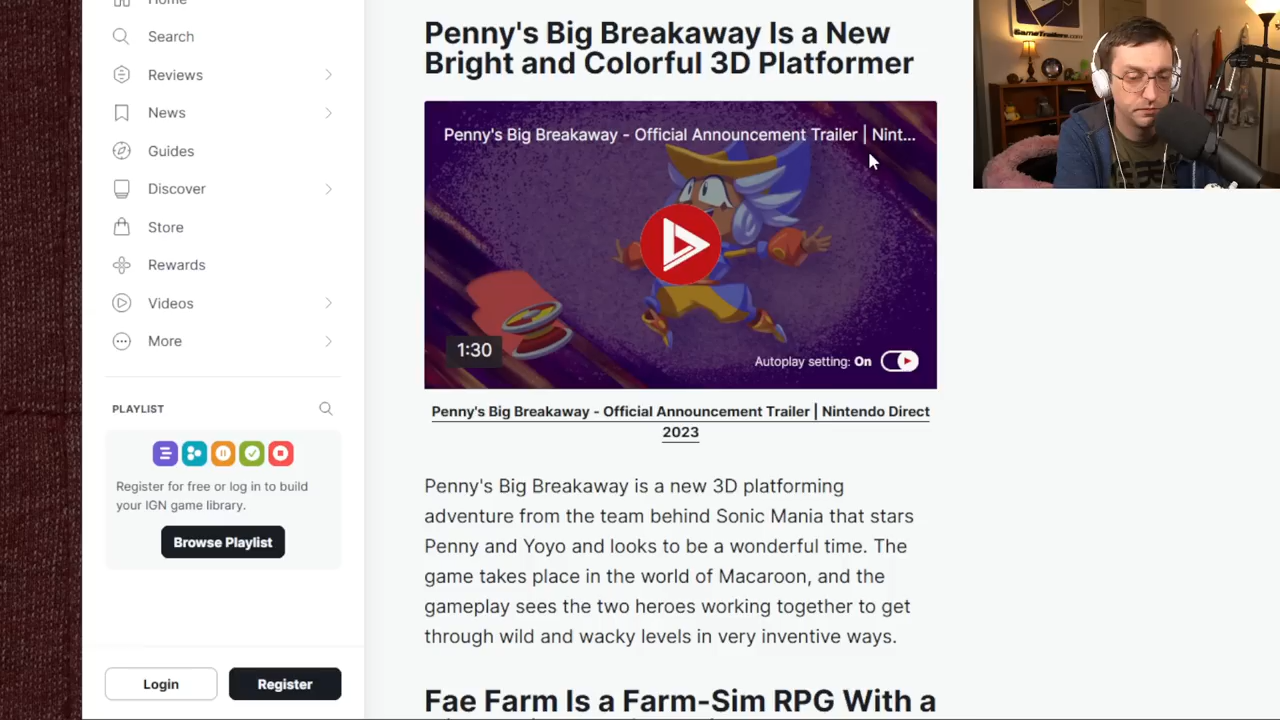 Home
Search
Reviews
News
Guides
Discover
Store
Rewards
Videos
More
PLAYLIST
Register for free or log in to build
your IGN game library.
Browse Playlist
Login
Register
Penny's Big Breakaway Is a New
Bright and Colorful 3D Platformer
Penny's Big Breakaway - Official Announcement Trailer | Nint...
1:30
Autoplay setting: On
Penny's Big Breakaway - Official Announcement Trailer | Nintendo Direct
2023
Penny's Big Breakaway is a new 3D platforming
adventure from the team behind Sonic Mania that stars
Penny and Yoyo and looks to be a wonderful time. The
game takes place in the world of Macaroon, and the
gameplay sees the two heroes working together to get
through wild and wacky levels in very inventive ways.
Fae Farm Is a Farm-Sim RPG With a
GameTrailers.com